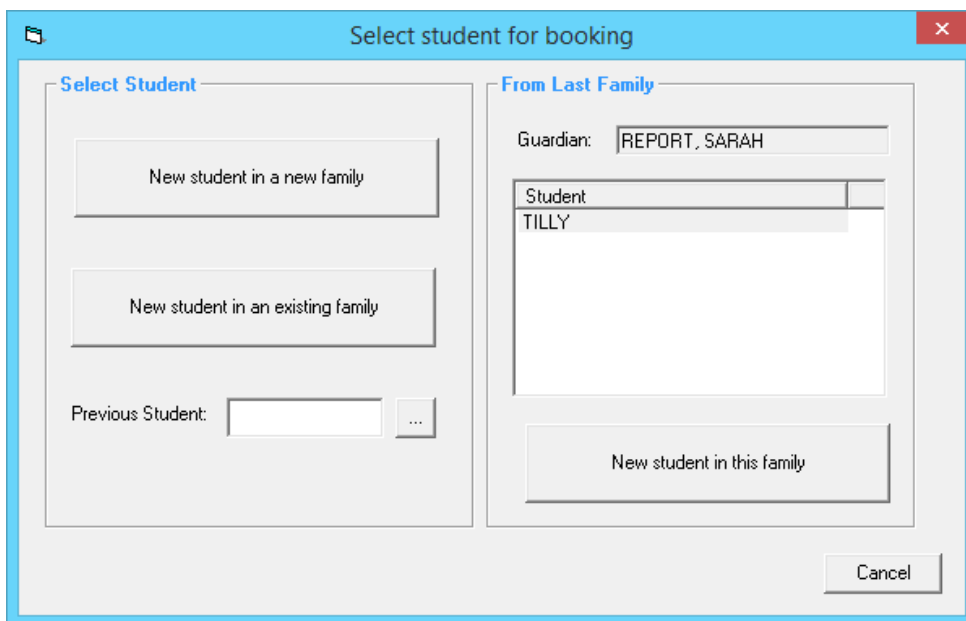 Select student for booking
Select Student
New student in a new family
New student in an existing family
Previous Student:
...
From Last Family
Guardian: REPORT, SARAH
Student
TILLY
New student in this family
Cancel